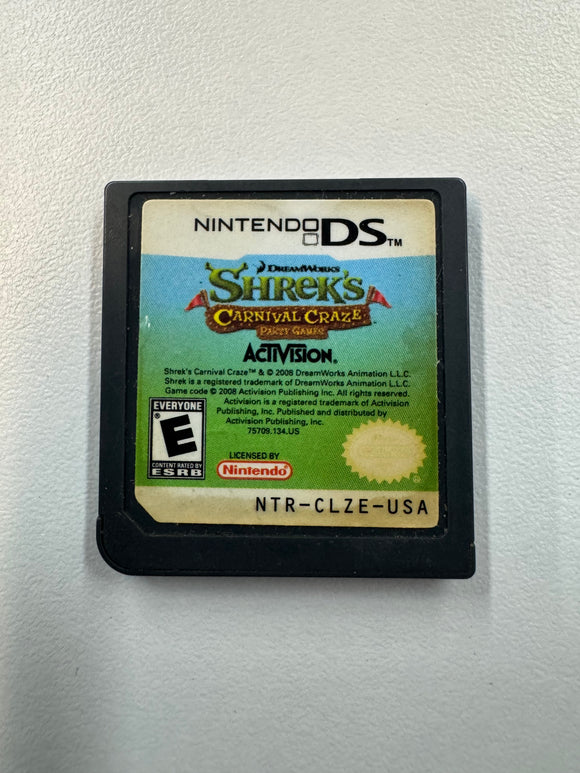 NINTENDO DS™
DREAMWORKS
SHREK'S
CARNIVAL CRAZE
PARTY GAMES
ACTIVISION®
Shrek's Carnival Craze™ & © 2008 DreamWorks Animation L.L.C.
Shrek is a registered trademark of DreamWorks Animation L.L.C.
Game code © 2008 Activision Publishing Inc. All rights reserved.
Activision is a registered trademark of Activision
Publishing, Inc. Published and distributed by
Activision Publishing, Inc.
75709.134.US
EVERYONE
E®
CONTENT RATED BY
ESRB
LICENSED BY
Nintendo®
NTR-CLZE-USA